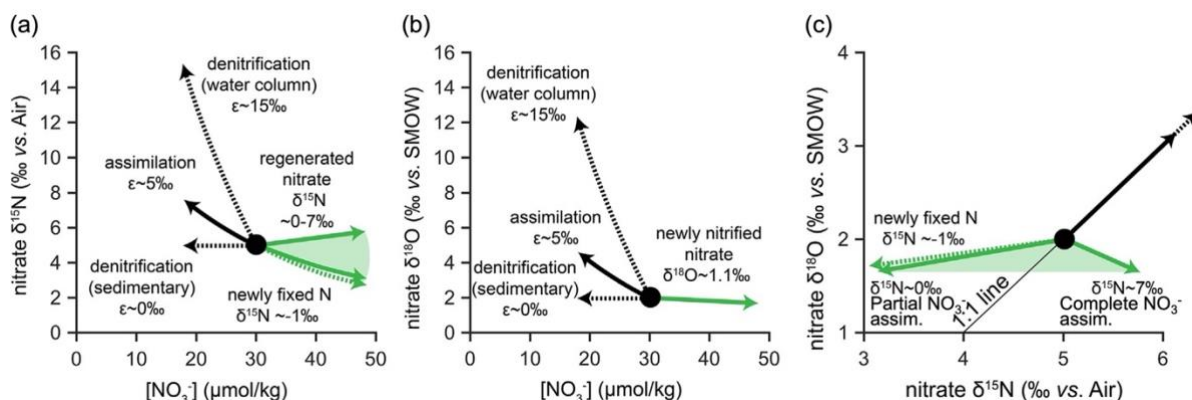 (a)
nitrate δ¹⁵N (‰ vs. Air)
16
14
12
10
8
6
4
2
0
denitrification
(water column)
ε~15‰
assimilation
ε~5‰
regenerated
nitrate
δ¹⁵N
~0-7‰
denitrification
(sedimentary)
ε~0‰
newly fixed N
δ¹⁵N ~-1‰
0 10 20 30 40 50
[NO₃⁻] (µmol/kg)
(b)
nitrate δ¹⁸O (‰ vs. SMOW)
16
14
12
10
8
6
4
2
0
denitrification
(water column)
ε~15‰
assimilation
ε~5‰
newly nitrified
nitrate
δ¹⁸O~1.1‰
denitrification
(sedimentary)
ε~0‰
0 10 20 30 40 50
[NO₃⁻] (µmol/kg)
(c)
nitrate δ¹⁸O (‰ vs. SMOW)
4
3
2
1
newly fixed N
δ¹⁵N ~-1‰
δ¹⁵N~0‰
Partial NO₃⁻
assim.
1:1 line
δ¹⁵N~7‰
Complete NO₃⁻
assim.
3 4 5 6
nitrate δ¹⁵N (‰ vs. Air)